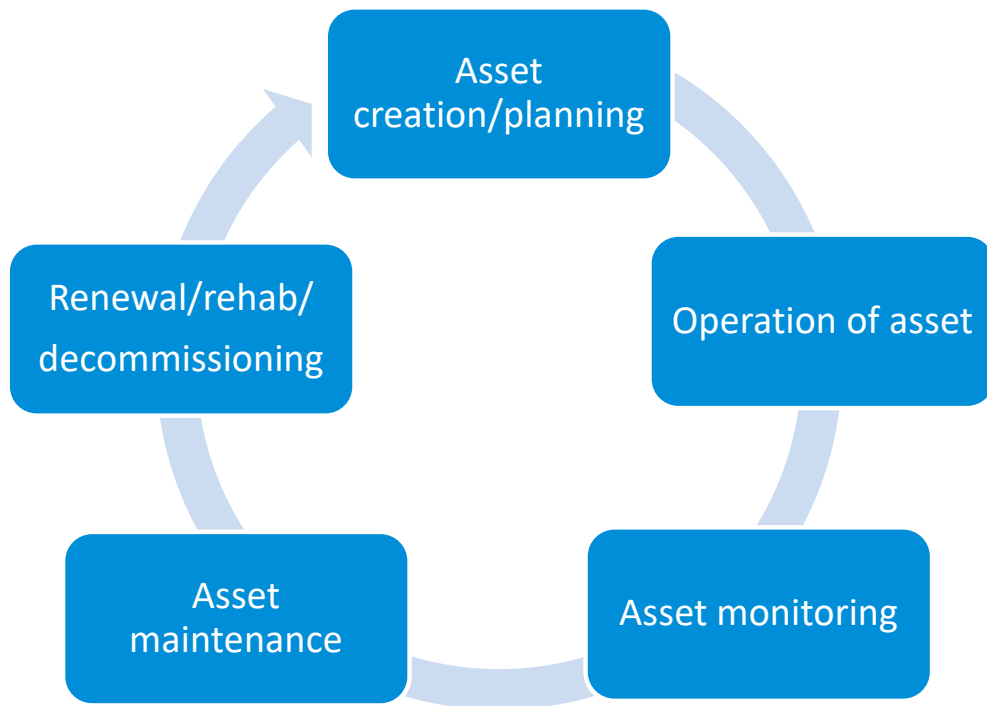 Asset
creation/planning
Operation of asset
Asset monitoring
Asset
maintenance
Renewal/rehab/
decommissioning